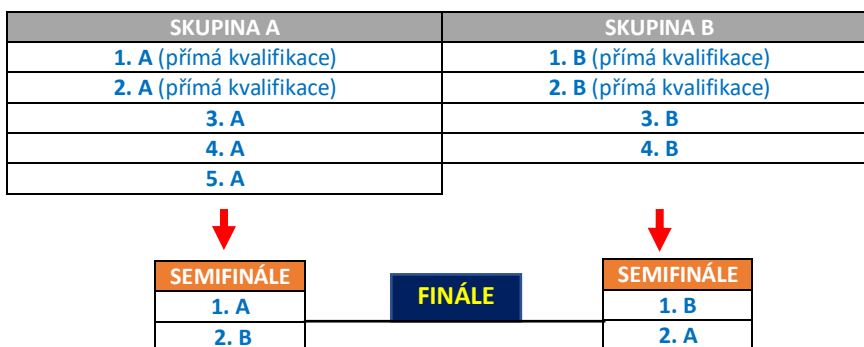 SKUPINA A SKUPINA B
1. A (přímá kvalifikace) 1. B (přímá kvalifikace)
2. A (přímá kvalifikace) 2. B (přímá kvalifikace)
3. A 3. B
4. A 4. B
5. A
SEMIFINÁLE FINÁLE SEMIFINÁLE
1. A 1. B
2. B 2. A